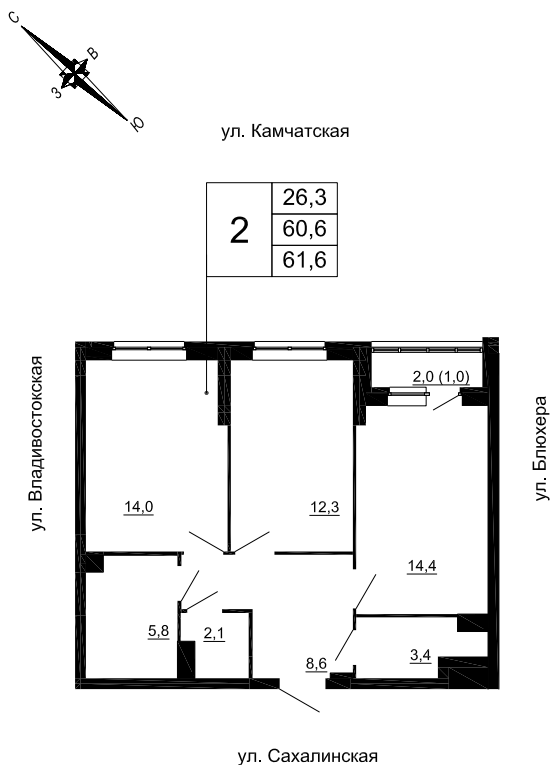 С
В
З
Ю
ул. Камчатская
2
26,3
60,6
61,6
ул. Владивостокская
2,0 (1,0)
ул. Блюхера
14,0
12,3
14,4
5,8
2,1
8,6
3,4
ул. Сахалинская